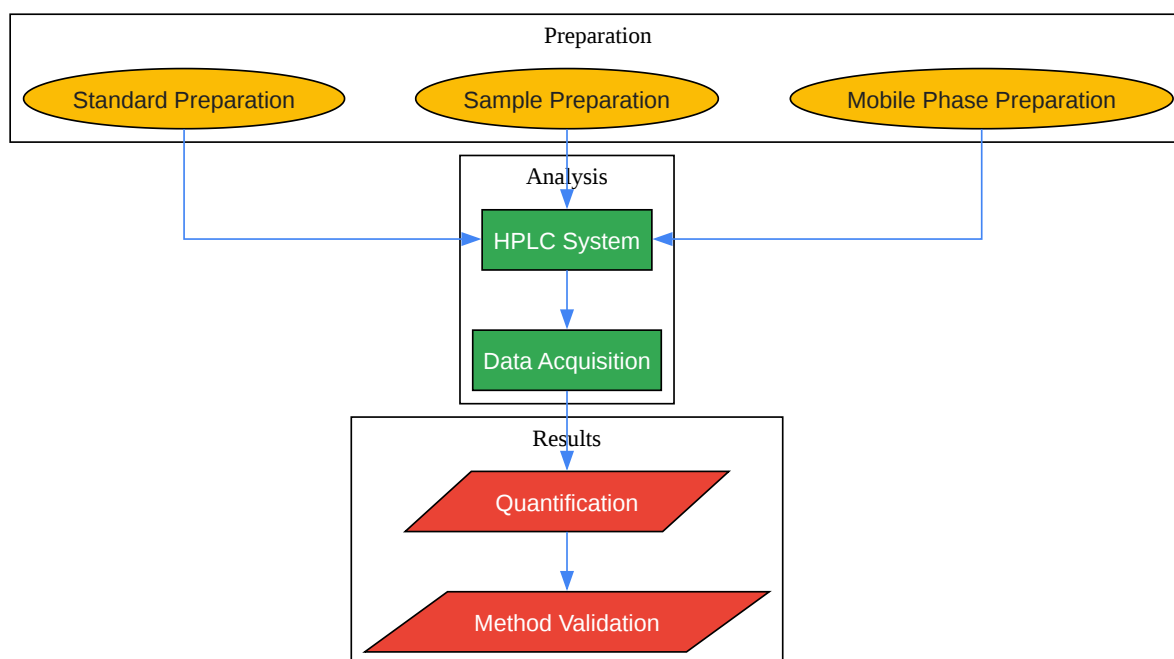 Preparation
Standard Preparation
Sample Preparation
Mobile Phase Preparation
Analysis
HPLC System
Data Acquisition
Results
Quantification
Method Validation